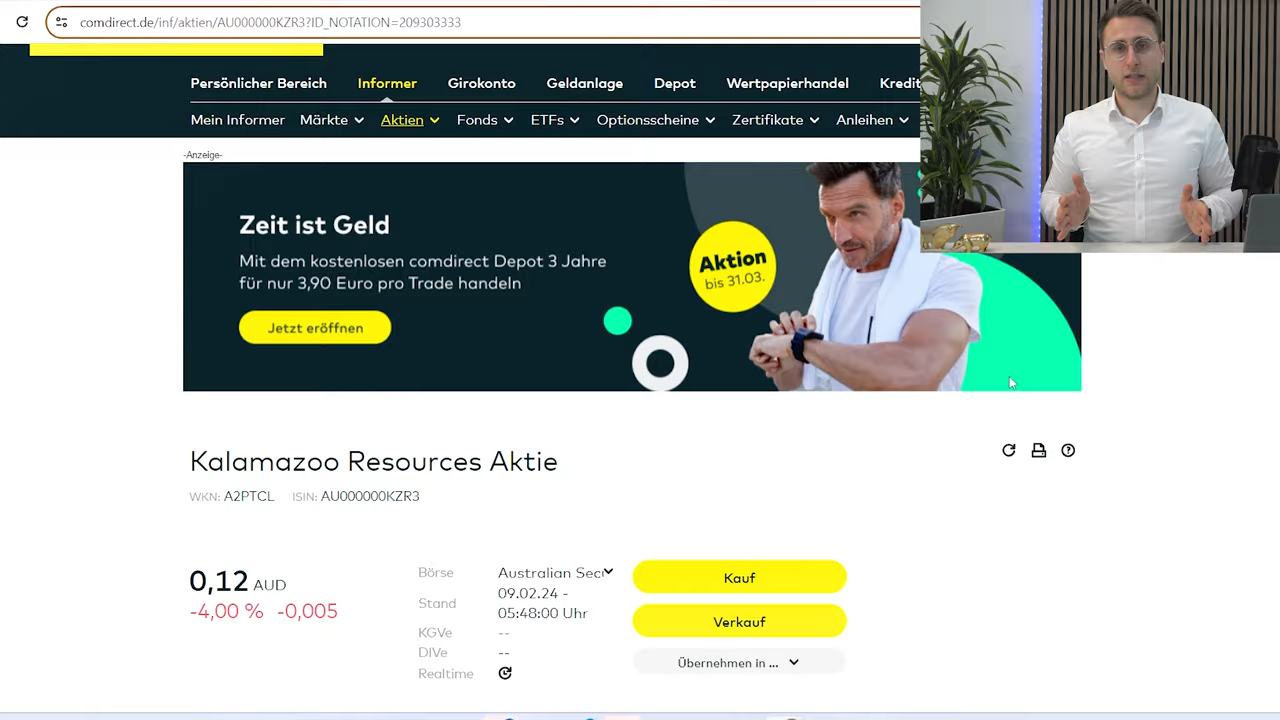 comdirect.de/inf/aktien/AU000000KZR3?ID_NOTATION=209303333
Persönlicher Bereich Informer Girokonto Geldanlage Depot Wertpapierhandel Kredit
Mein Informer Märkte Aktien Fonds ETFs Optionsscheine Zertifikate Anleihen
-Anzeige-
Zeit ist Geld
Mit dem kostenlosen comdirect Depot 3 Jahre
für nur 3,90 Euro pro Trade handeln
Jetzt eröffnen
Aktion
bis 31.03.
Kalamazoo Resources Aktie
WKN: A2PTCL ISIN: AU000000KZR3
0,12 AUD
-4,00 % -0,005
Börse Australian Sec
Stand 09.02.24 -
05:48:00 Uhr
KGVe --
DIVe --
Realtime
Kauf
Verkauf
Übernehmen in ...